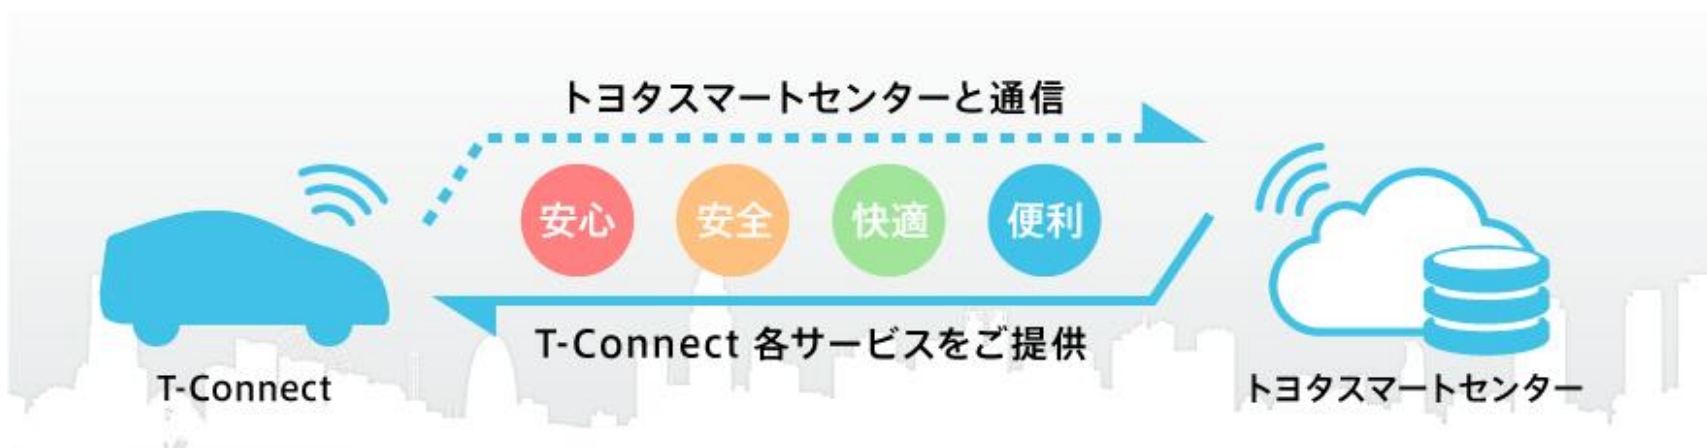 トヨタスマートセンターと通信
安心 安全 快適 便利
T-Connect 各サービスをご提供
T-Connect
トヨタスマートセンター